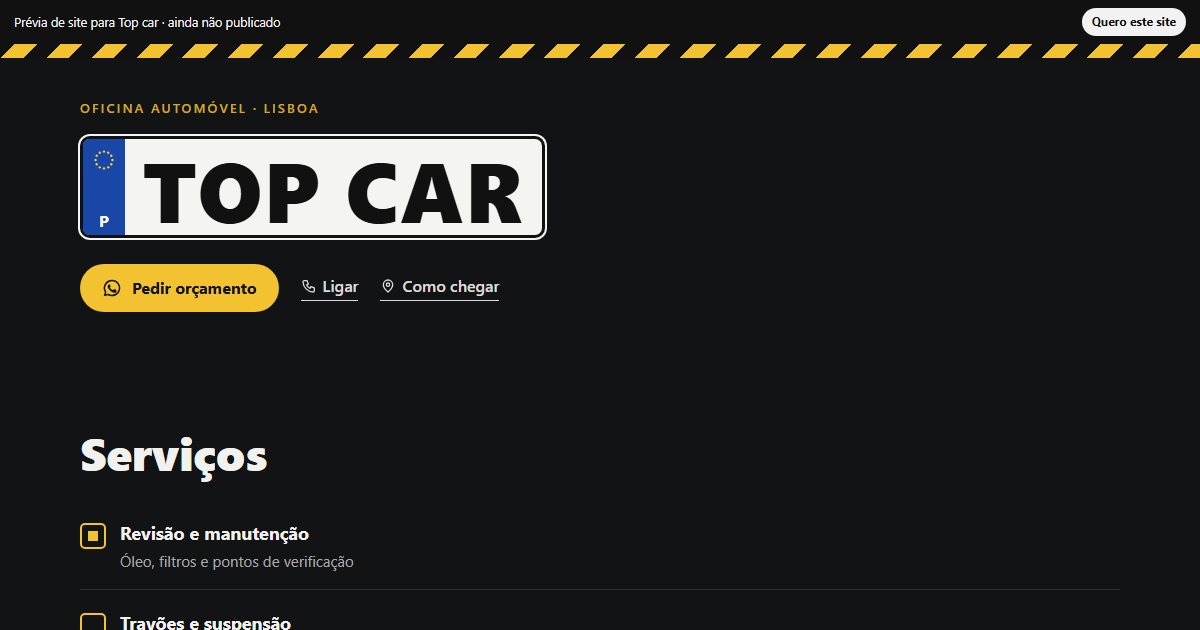 Prévia de site para Top car · ainda não publicado
Quero este site
OFICINA AUTOMÓVEL · LISBOA
P
TOP CAR
Pedir orçamento
Ligar
Como chegar
Serviços
Revisão e manutenção
Óleo, filtros e pontos de verificação
Travões e suspensão